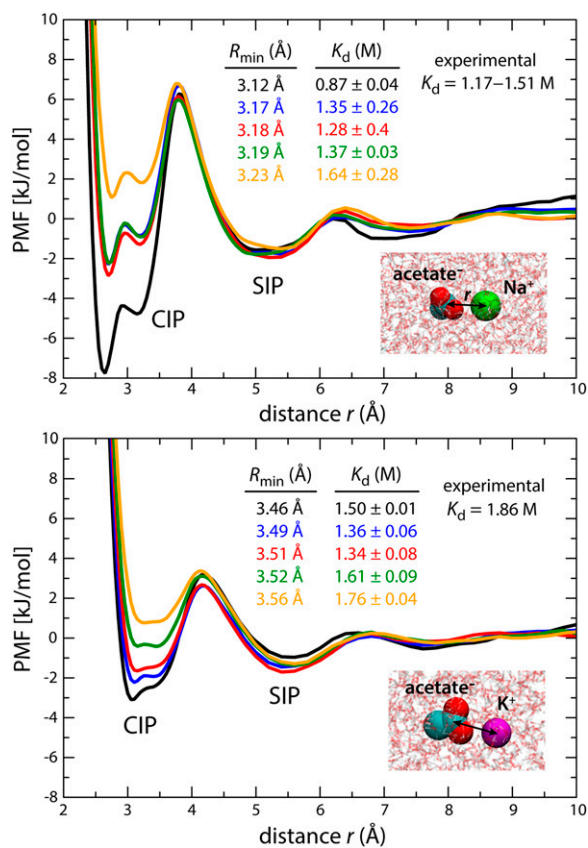 R_min (Å) K_d (M) experimental
K_d = 1.17–1.51 M
3.12 Å 0.87 ± 0.04
3.17 Å 1.35 ± 0.26
3.18 Å 1.28 ± 0.4
3.19 Å 1.37 ± 0.03
3.23 Å 1.64 ± 0.28
10
8
6
4
2
0
-2
-4
-6
-8
PMF [kJ/mol]
CIP
SIP
acetate⁻
Na⁺
r
2 3 4 5 6 7 8 9 10
distance r (Å)
R_min (Å) K_d (M) experimental
K_d = 1.86 M
3.46 Å 1.50 ± 0.01
3.49 Å 1.36 ± 0.06
3.51 Å 1.34 ± 0.08
3.52 Å 1.61 ± 0.09
3.56 Å 1.76 ± 0.04
10
8
6
4
2
0
-2
-4
-6
-8
PMF [kJ/mol]
CIP
SIP
acetate⁻
K⁺
2 3 4 5 6 7 8 9 10
distance r (Å)